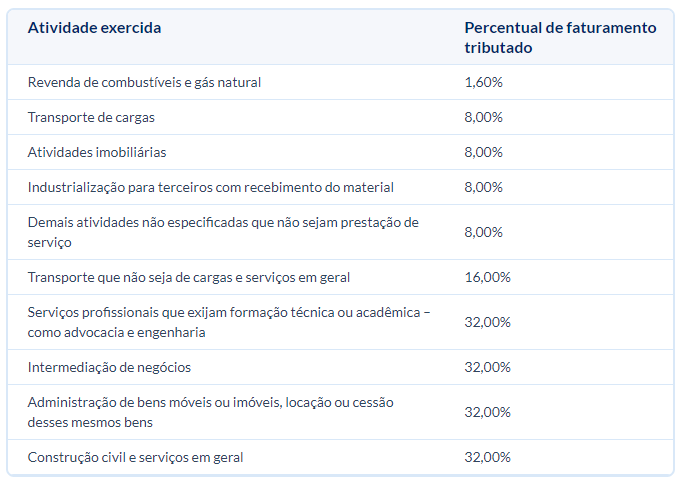 Atividade exercida
Percentual de faturamento
tributado
Revenda de combustíveis e gás natural
1,60%
Transporte de cargas
8,00%
Atividades imobiliárias
8,00%
Industrialização para terceiros com recebimento do material
8,00%
Demais atividades não especificadas que não sejam prestação de
serviço
8,00%
Transporte que não seja de cargas e serviços em geral
16,00%
Serviços profissionais que exijam formação técnica ou acadêmica –
como advocacia e engenharia
32,00%
Intermediação de negócios
32,00%
Administração de bens móveis ou imóveis, locação ou cessão
desses mesmos bens
32,00%
Construção civil e serviços em geral
32,00%